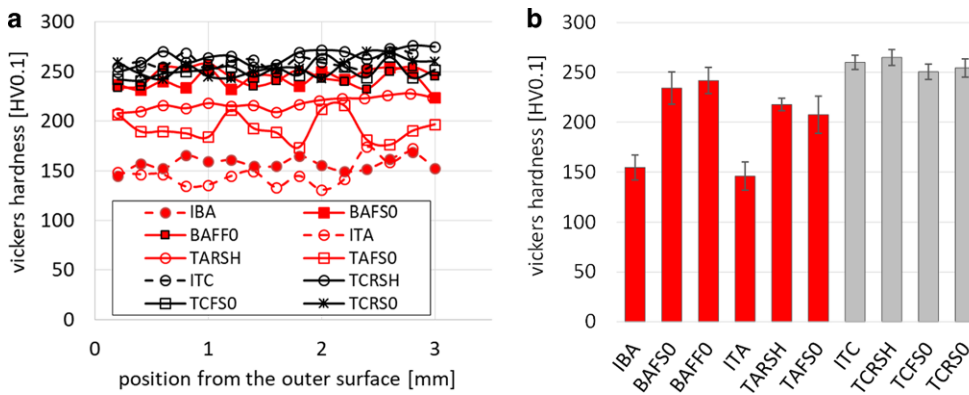 a
vickers hardness [HV0.1]
300
250
200
150
100
50
0
IBA BAFS0
BAFF0 ITA
TARSH TAFS0
ITC TCRSH
TCFS0 TCRS0
0 1 2 3
position from the outer surface [mm]
b
vickers hardness [HV0.1]
300
250
200
150
100
50
0
IBA
BAFS0
BAFF0
ITA
TARSH
TAFS0
ITC
TCRSH
TCFS0
TCRS0